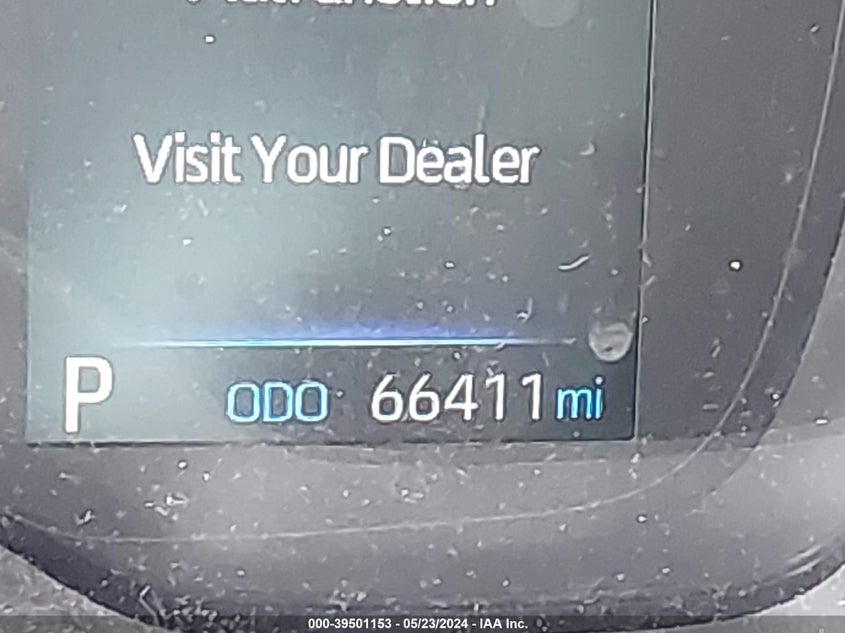 Visit Your Dealer
P ODO 66411 mi
000-39501153 - 05/23/2024 - IAA Inc.